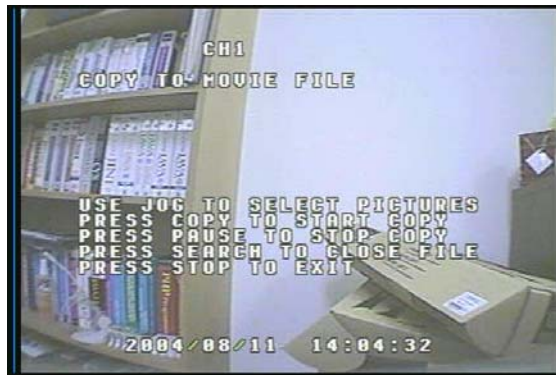 CH1
COPY TO MOVIE FILE
USE JOG TO SELECT PICTURES
PRESS COPY TO START COPY
PRESS PAUSE TO STOP COPY
PRESS SEARCH TO CLOSE FILE
PRESS STOP TO EXIT
2004/08/11 14:04:32